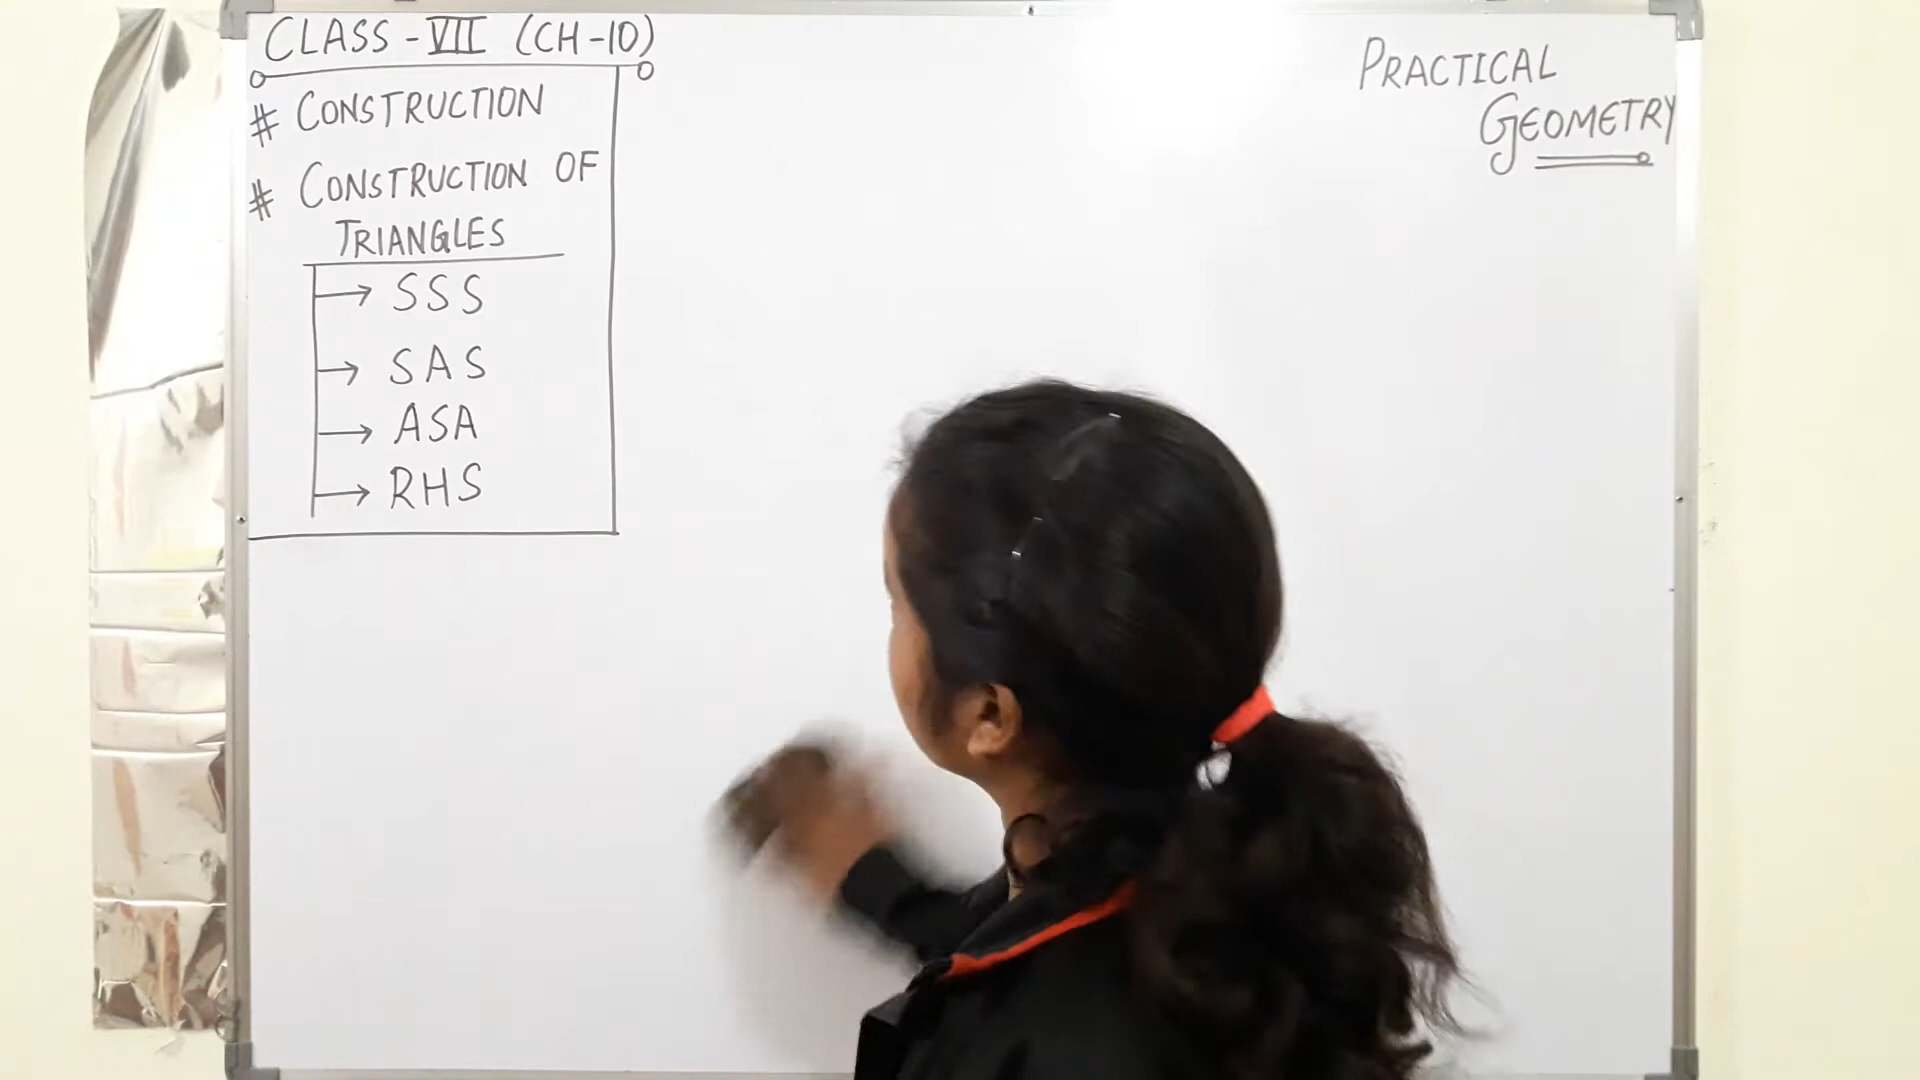 CLASS - VII (CH-10)
# CONSTRUCTION
# CONSTRUCTION OF
TRIANGLES
→ SSS
→ SAS
→ ASA
→ RHS
PRACTICAL
GEOMETRY